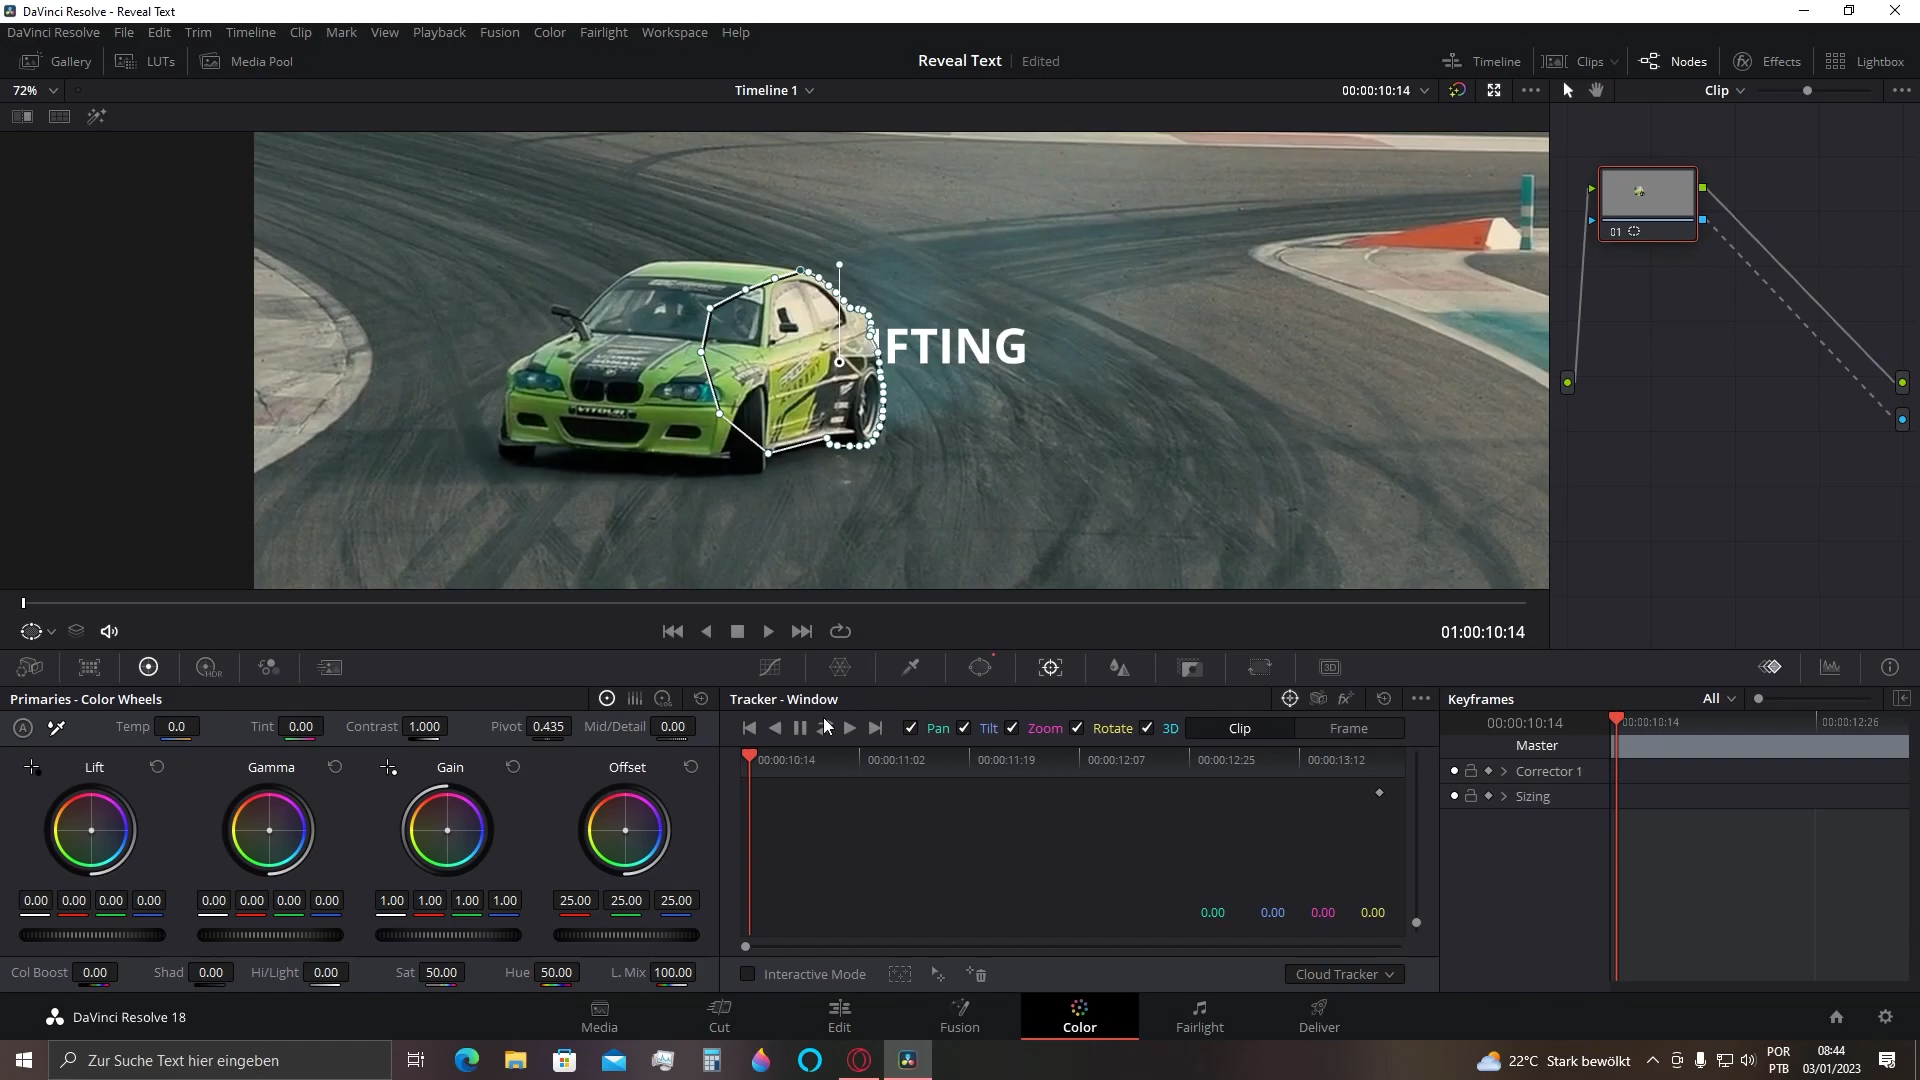 DaVinci Resolve - Reveal Text
DaVinci Resolve File Edit Trim Timeline Clip Mark View Playback Fusion Color Fairlight Workspace Help
Gallery LUTs Media Pool Reveal Text Edited Timeline Clips Nodes Effects Lightbox
72% Timeline 1 00:00:10:14 Clip
01
IFTING
VITOUR
01:00:10:14
HDR LOG 3D
Primaries - Color Wheels Tracker - Window Keyframes All
A Temp 0.0 Tint 0.00 Contrast 1.000 Pivot 0.435 Mid/Detail 0.00 Pan Tilt Zoom Rotate 3D Clip Frame 00:00:10:14 00:00:10:14 00:00:12:26
Master
Lift Gamma Gain Offset 00:00:10:14 00:00:11:02 00:00:11:19 00:00:12:07 00:00:12:25 00:00:13:12 Corrector 1
Sizing
0.00 0.00 0.00 0.00 0.00 0.00 0.00 0.00 1.00 1.00 1.00 1.00 25.00 25.00 25.00 0.00 0.00 0.00 0.00
Col Boost 0.00 Shad 0.00 Hi/Light 0.00 Sat 50.00 Hue 50.00 L. Mix 100.00 Interactive Mode Cloud Tracker
DaVinci Resolve 18 Media Cut Edit Fusion Color Fairlight Deliver
Zur Suche Text hier eingeben 22°C Stark bewölkt POR 08:44
PTB 03/01/2023